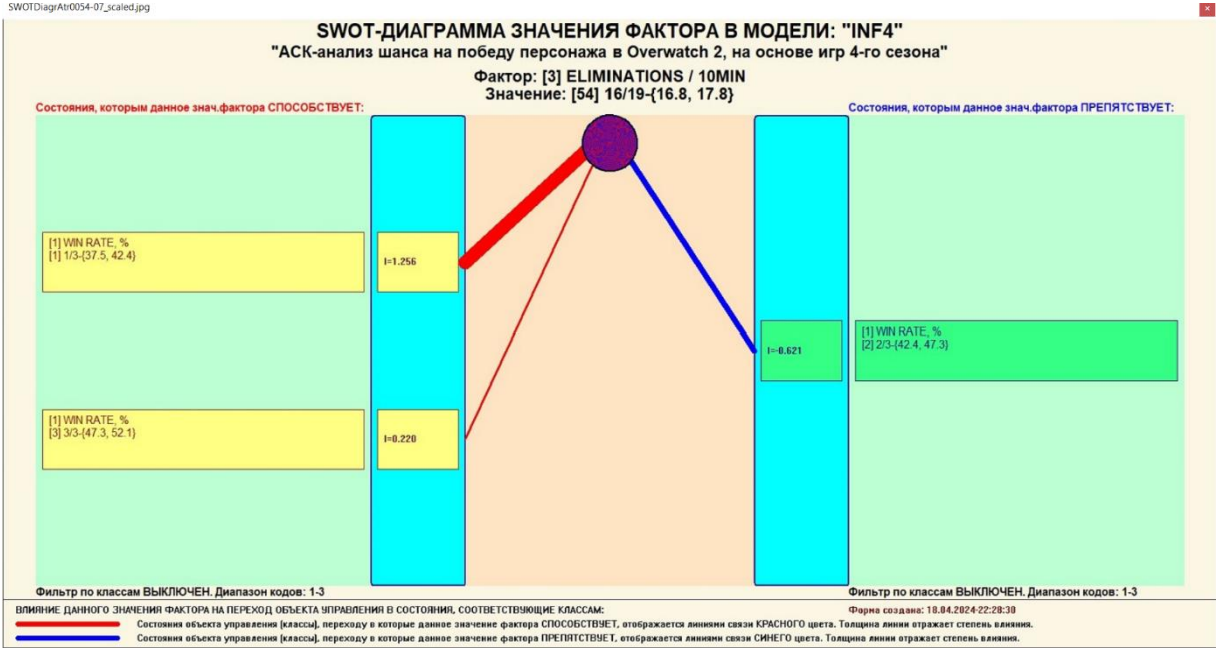 SWOTDiagrAtr0054-07_scaled.jpg
SWOT-ДИАГРАММА ЗНАЧЕНИЯ ФАКТОРА В МОДЕЛИ: "INF4"
"АСК-анализ шанса на победу персонажа в Overwatch 2, на основе игр 4-го сезона"
Фактор: [3] ELIMINATIONS / 10MIN
Значение: [54] 16/19-{16.8, 17.8}
Состояния, которым данное знач.фактора СПОСОБСТВУЕТ:
Состояния, которым данное знач.фактора ПРЕПЯТСТВУЕТ:
[1] WIN RATE, %
[1] 1/3-{37.5, 42.4}
I=1.256
[1] WIN RATE, %
[2] 2/3-{42.4, 47.3}
I=-0.621
[1] WIN RATE, %
[3] 3/3-{47.3, 52.1}
I=0.220
Фильтр по классам ВЫКЛЮЧЕН. Диапазон кодов: 1-3
Фильтр по классам ВЫКЛЮЧЕН. Диапазон кодов: 1-3
ВЛИЯНИЕ ДАННОГО ЗНАЧЕНИЯ ФАКТОРА НА ПЕРЕХОД ОБЪЕКТА УПРАВЛЕНИЯ В СОСТОЯНИЯ, СООТВЕТСТВУЮЩИЕ КЛАССАМ:
Форма создана: 18.04.2024-22:28:30
Состояния объекта управления (классы), переходу в которые данное значение фактора СПОСОБСТВУЕТ, отображается линиями связи КРАСНОГО цвета. Толщина линии отражает степень влияния.
Состояния объекта управления (классы), переходу в которые данное значение фактора ПРЕПЯТСТВУЕТ, отображается линиями связи СИНЕГО цвета. Толщина линии отражает степень влияния.